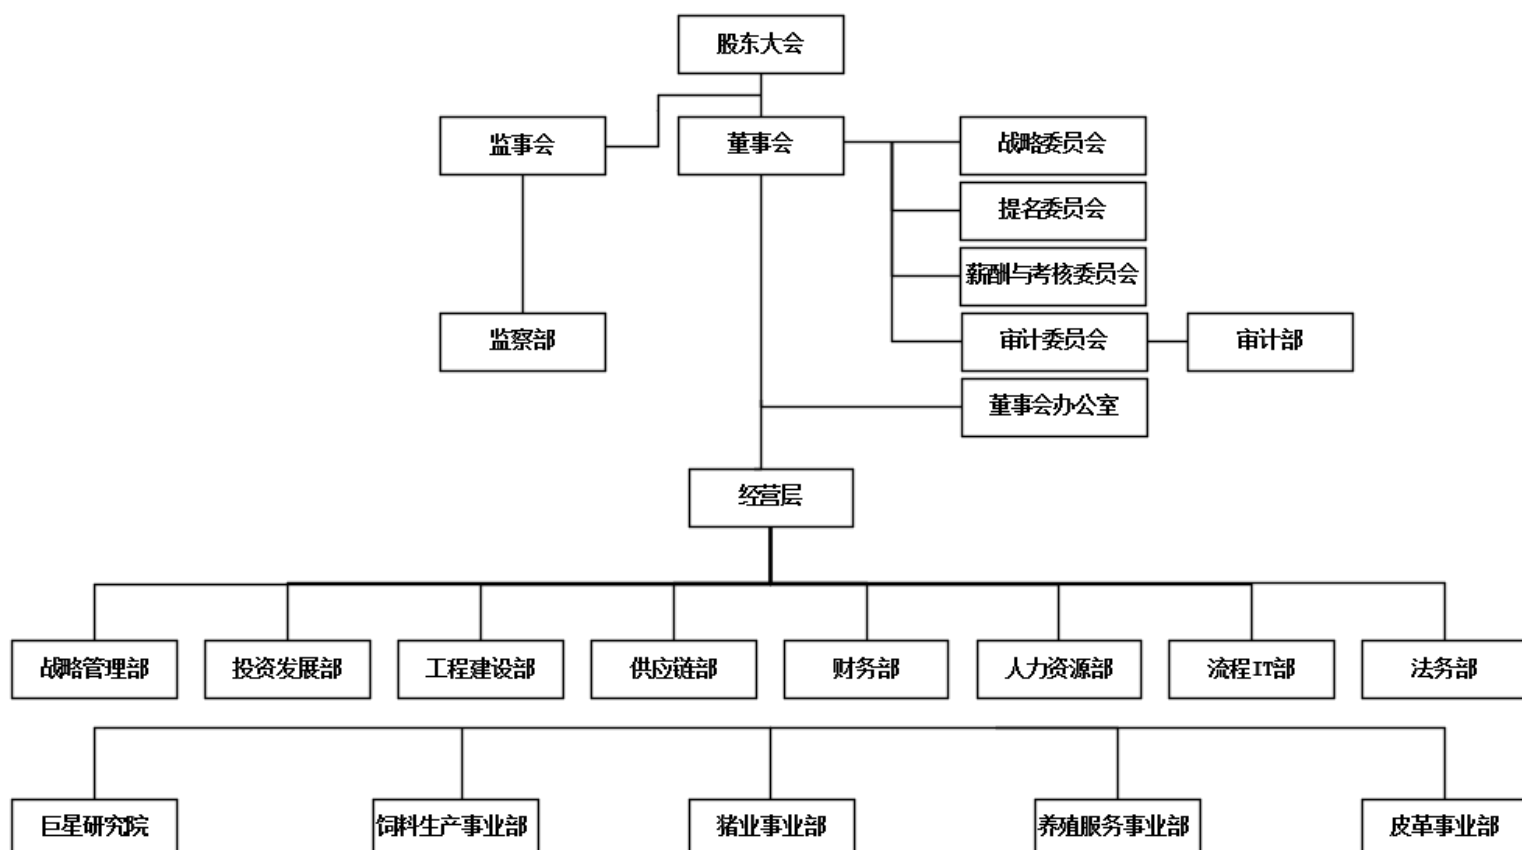 股东大会
监事会
董事会
战略委员会
提名委员会
薪酬与考核委员会
监察部
审计委员会
审计部
董事会办公室
经营层
战略管理部
投资发展部
工程建设部
供应链部
财务部
人力资源部
流程IT部
法务部
巨星研究院
饲料生产事业部
猪业事业部
养殖服务事业部
皮革事业部